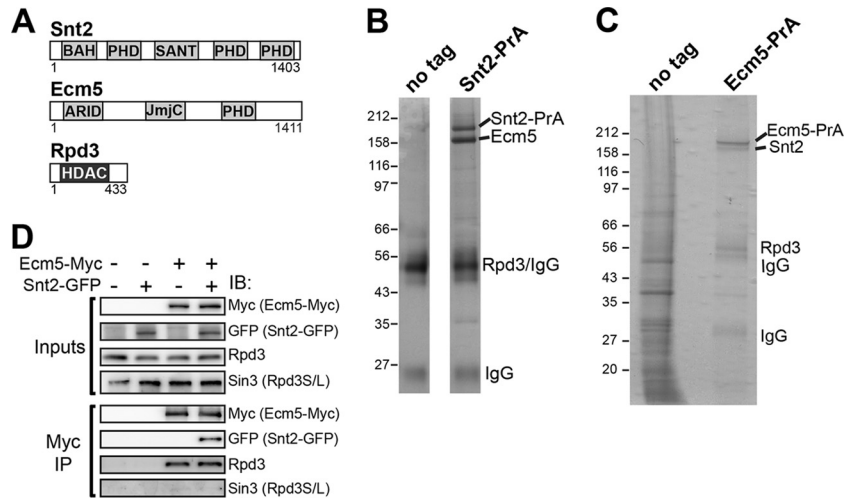 A
Snt2
BAH PHD SANT PHD PHD
1 1403
Ecm5
ARID JmjC PHD
1 1411
Rpd3
HDAC
1 433
B
no tag Snt2-PrA
212
158
116
97
66
56
43
35
27
Snt2-PrA
Ecm5
Rpd3/IgG
IgG
C
no tag Ecm5-PrA
212
158
116
97
66
56
43
35
27
20
Ecm5-PrA
Snt2
Rpd3
IgG
IgG
D
Ecm5-Myc - - + +
Snt2-GFP - + - + IB:
Inputs
Myc (Ecm5-Myc)
GFP (Snt2-GFP)
Rpd3
Sin3 (Rpd3S/L)
Myc IP
Myc (Ecm5-Myc)
GFP (Snt2-GFP)
Rpd3
Sin3 (Rpd3S/L)